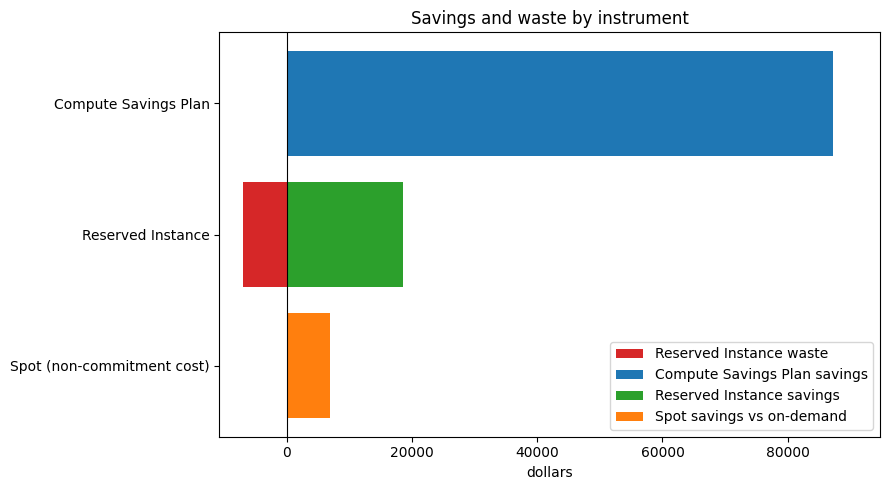 Savings and waste by instrument
Compute Savings Plan
Reserved Instance
Spot (non-commitment cost)
Reserved Instance waste
Compute Savings Plan savings
Reserved Instance savings
Spot savings vs on-demand
0 20000 40000 60000 80000
dollars